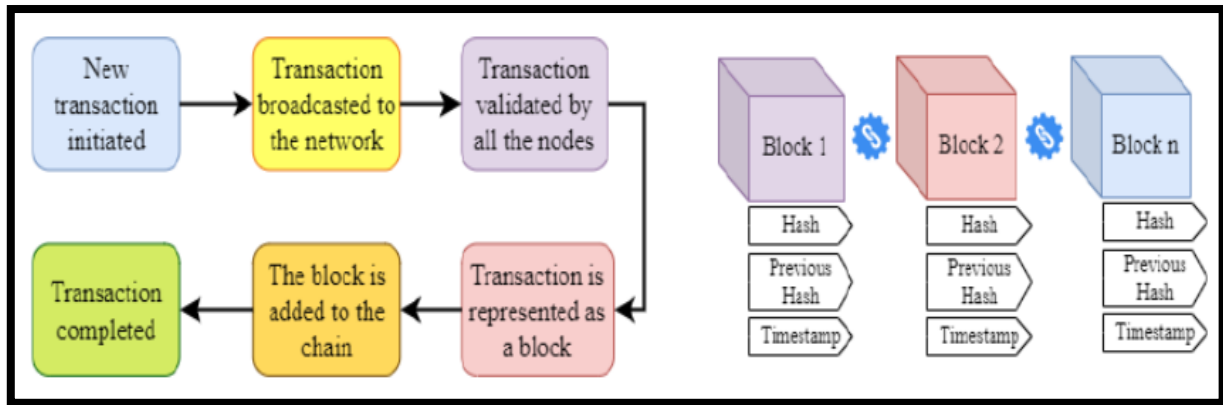 New
transaction
initiated
Transaction
broadcasted to
the network
Transaction
validated by
all the nodes
Transaction
completed
The block is
added to the
chain
Transaction is
represented as
a block
Block 1
Block 2
Block n
Hash
Hash
Hash
Previous
Hash
Previous
Hash
Previous
Hash
Timestamp
Timestamp
Timestamp